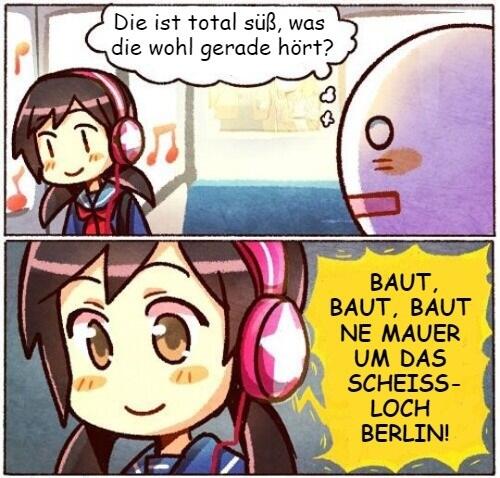 Die ist total süß, was
die wohl gerade hört?
BAUT,
BAUT, BAUT
NE MAUER
UM DAS
SCHEISS-
LOCH
BERLIN!